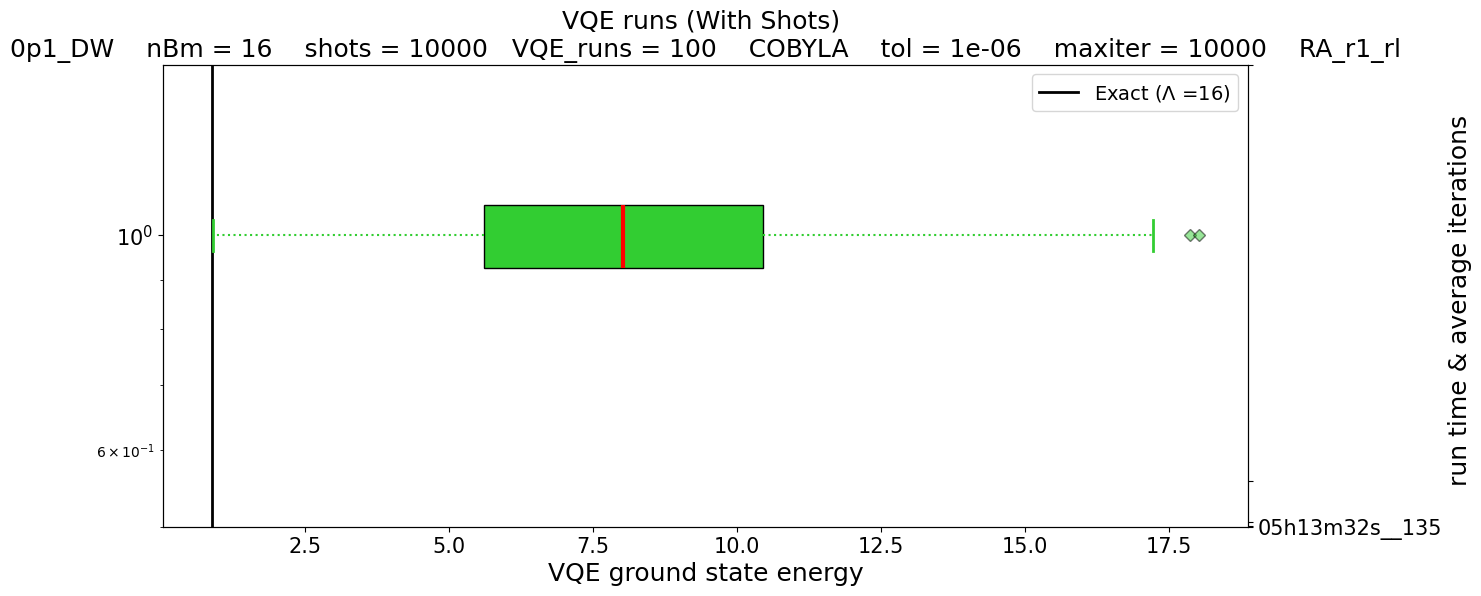 VQE runs (With Shots)
0p1_DW nBm = 16 shots = 10000 VQE_runs = 100 COBYLA tol = 1e-06 maxiter = 10000 RA_r1_rl
Exact (Λ =16)
10⁰
6 × 10⁻¹
2.5 5.0 7.5 10.0 12.5 15.0 17.5
VQE ground state energy
05h13m32s__135
run time & average iterations